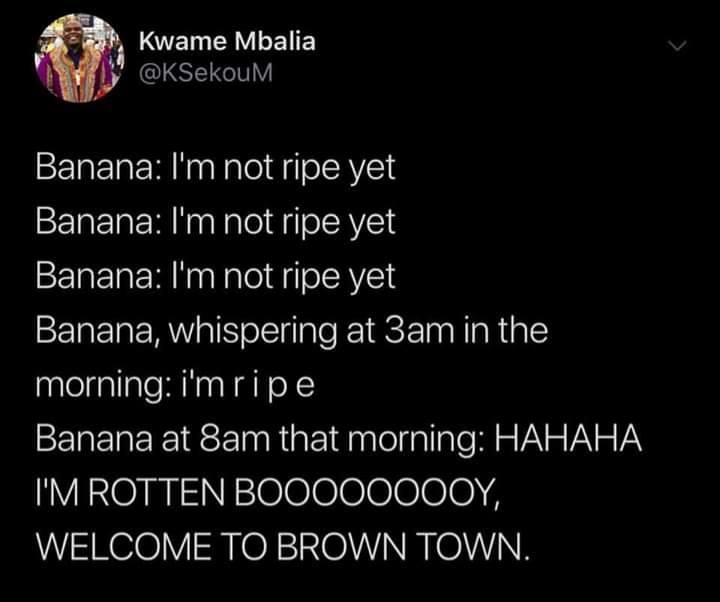 Kwame Mbalia
@KSekouM
Banana: I'm not ripe yet
Banana: I'm not ripe yet
Banana: I'm not ripe yet
Banana, whispering at 3am in the
morning: i'm r i p e
Banana at 8am that morning: HAHAHA
I'M ROTTEN BOOOOOOOOY,
WELCOME TO BROWN TOWN.